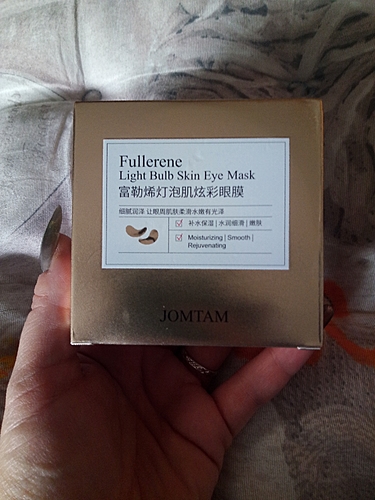 Fullerene
Light Bulb Skin Eye Mask
富勒烯灯泡肌炫彩眼膜
细腻润泽 让眼周肌肤柔滑水嫩有光泽
补水保湿 | 水润细滑 | 嫩肤
Moisturizing | Smooth |
Rejuvenating
JOMTAM